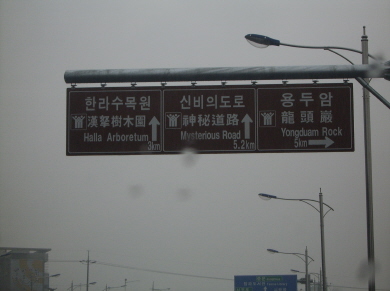 한라수목원
漢拏樹木園
Halla Arboretum
3km
신비의도로
神秘道路
Mysterious Road
5.2km
용두암
龍頭巖
Yongduam Rock
5km